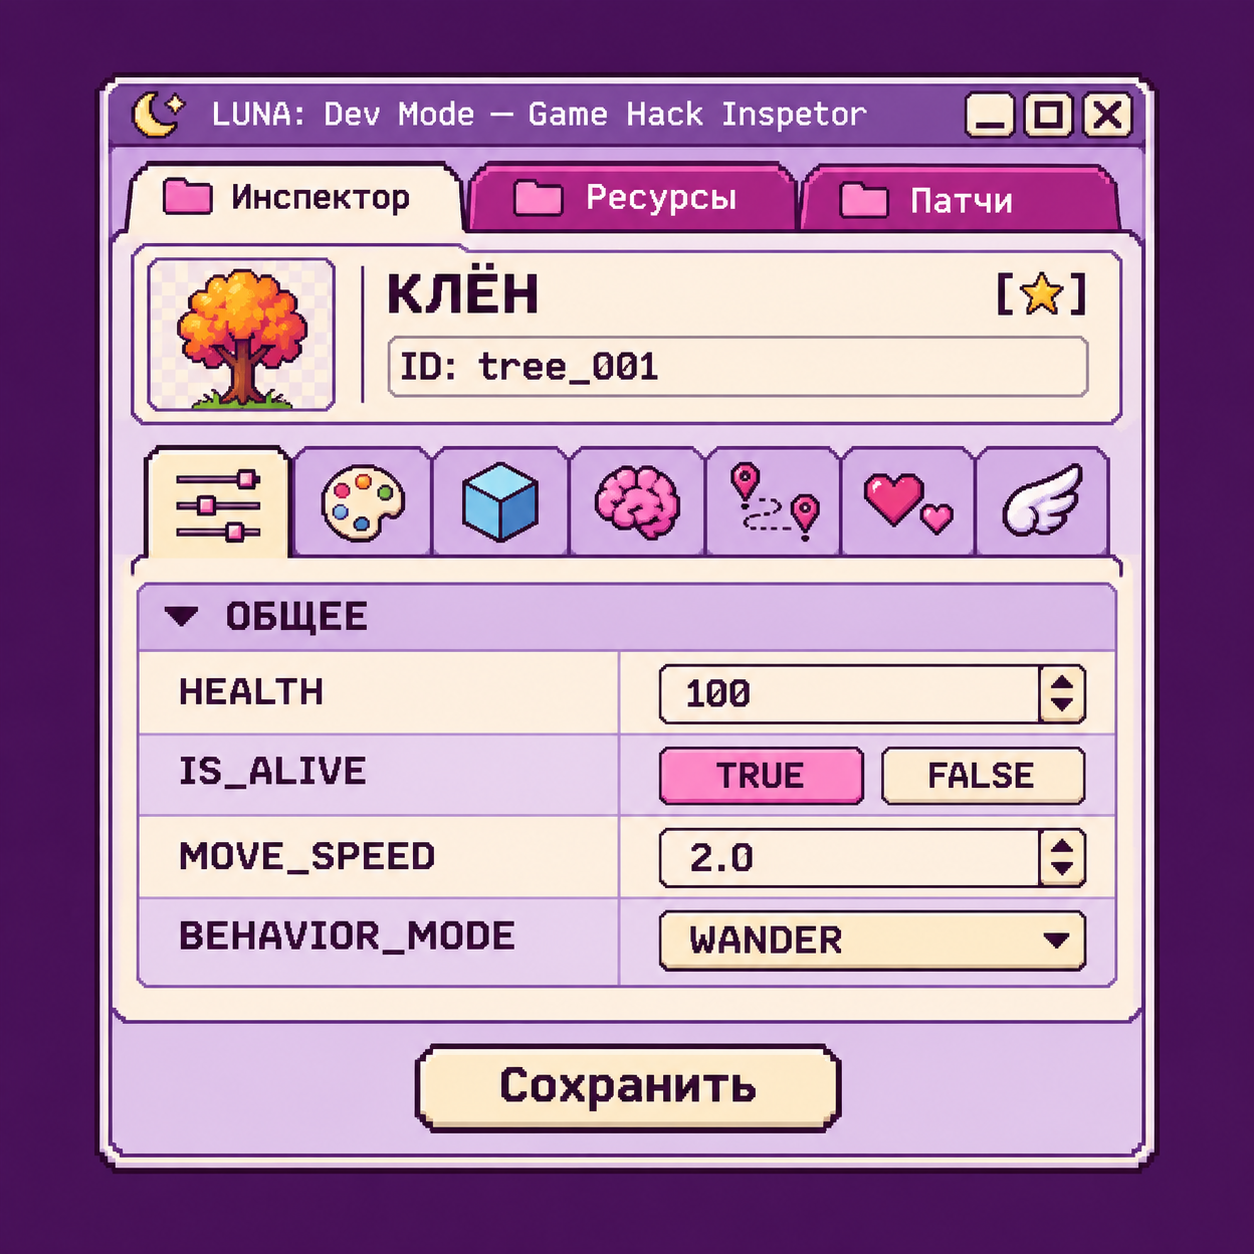 LUNA: Dev Mode — Game Hack Inspetor
Инспектор
Ресурсы
Патчи
КЛЁН
[⭐]
ID: tree_001
ОБЩЕЕ
HEALTH
100
IS_ALIVE
TRUE
FALSE
MOVE_SPEED
2.0
BEHAVIOR_MODE
WANDER
Сохранить